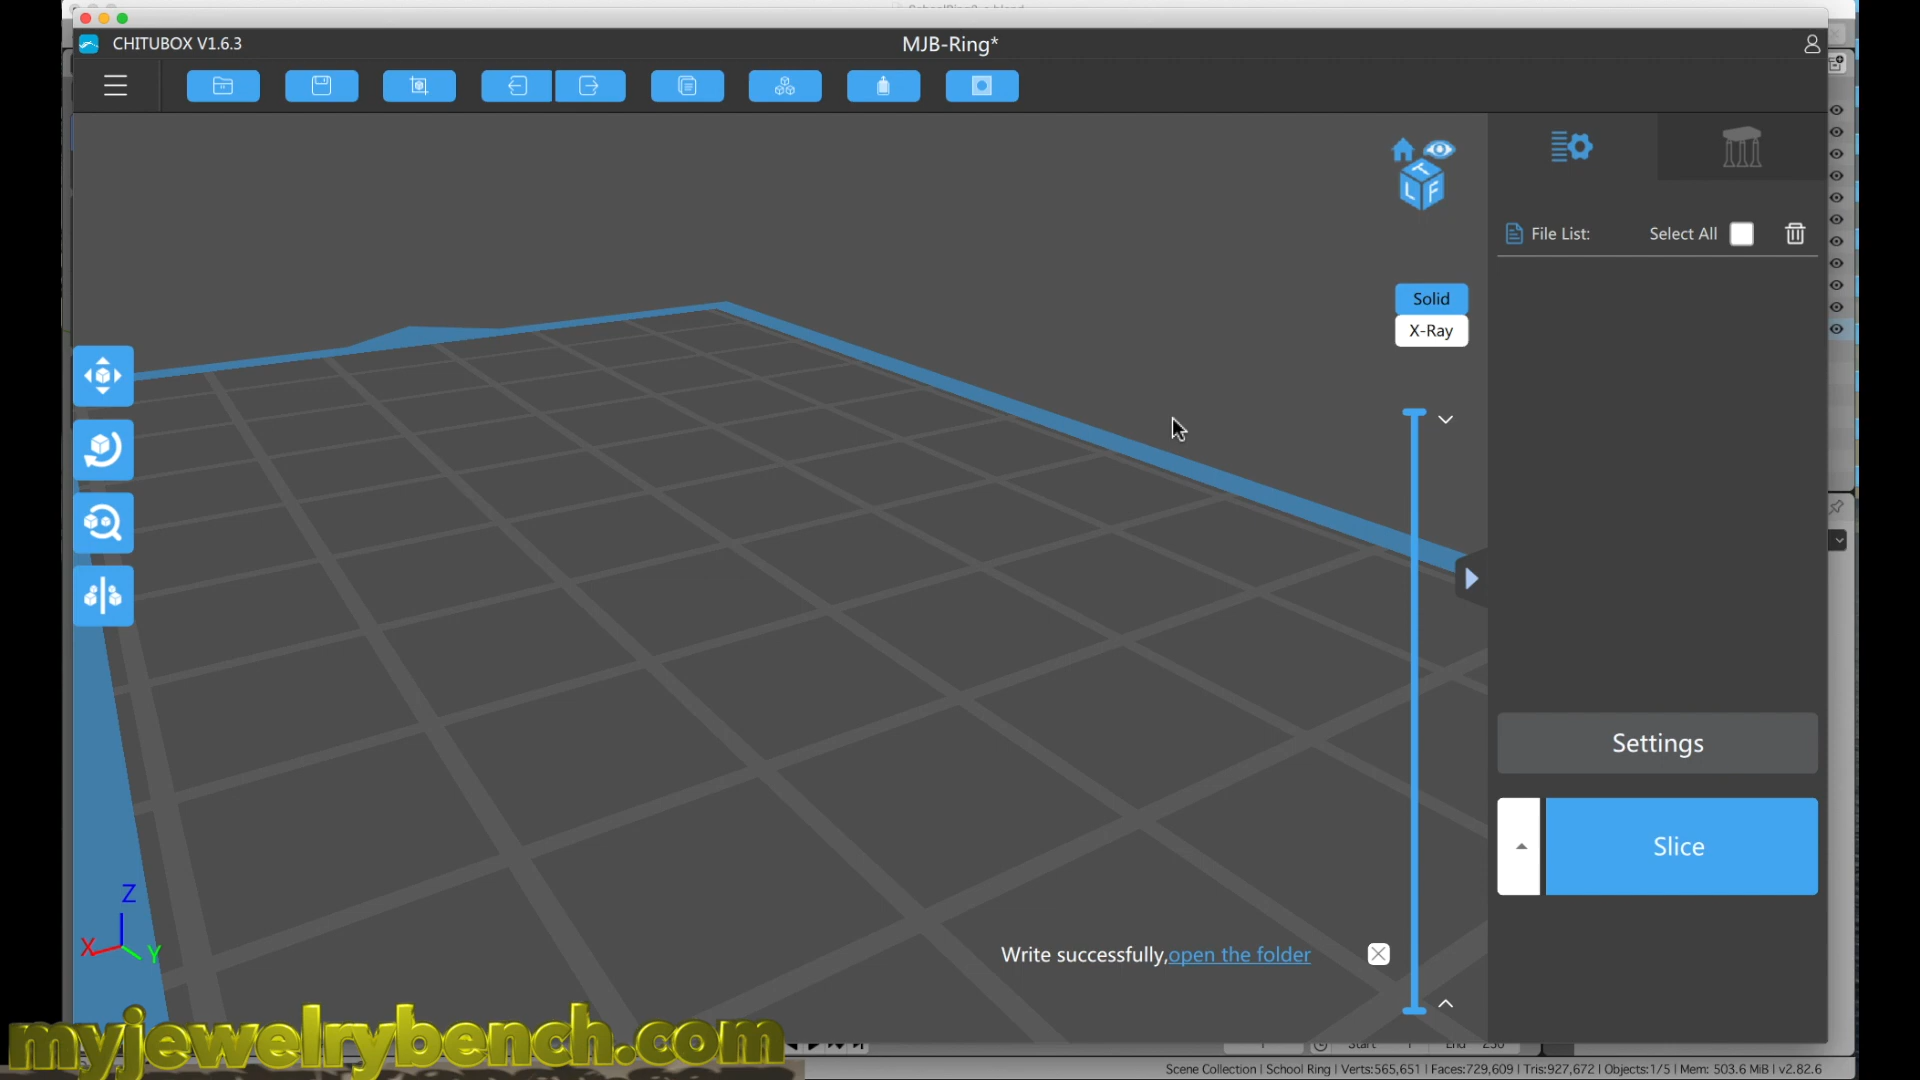 CHITUBOX V1.6.3
MJB-Ring*
T
L F
File List:
Select All
Solid
X-Ray
Settings
Slice
Write successfully,open the folder
Z
X Y
myjewelrybench.com
Scene Collection | School Ring | Verts:565,651 | Faces:729,609 | Tris:927,672 | Objects:1/5 | Mem: 503.6 MiB | v2.82.6